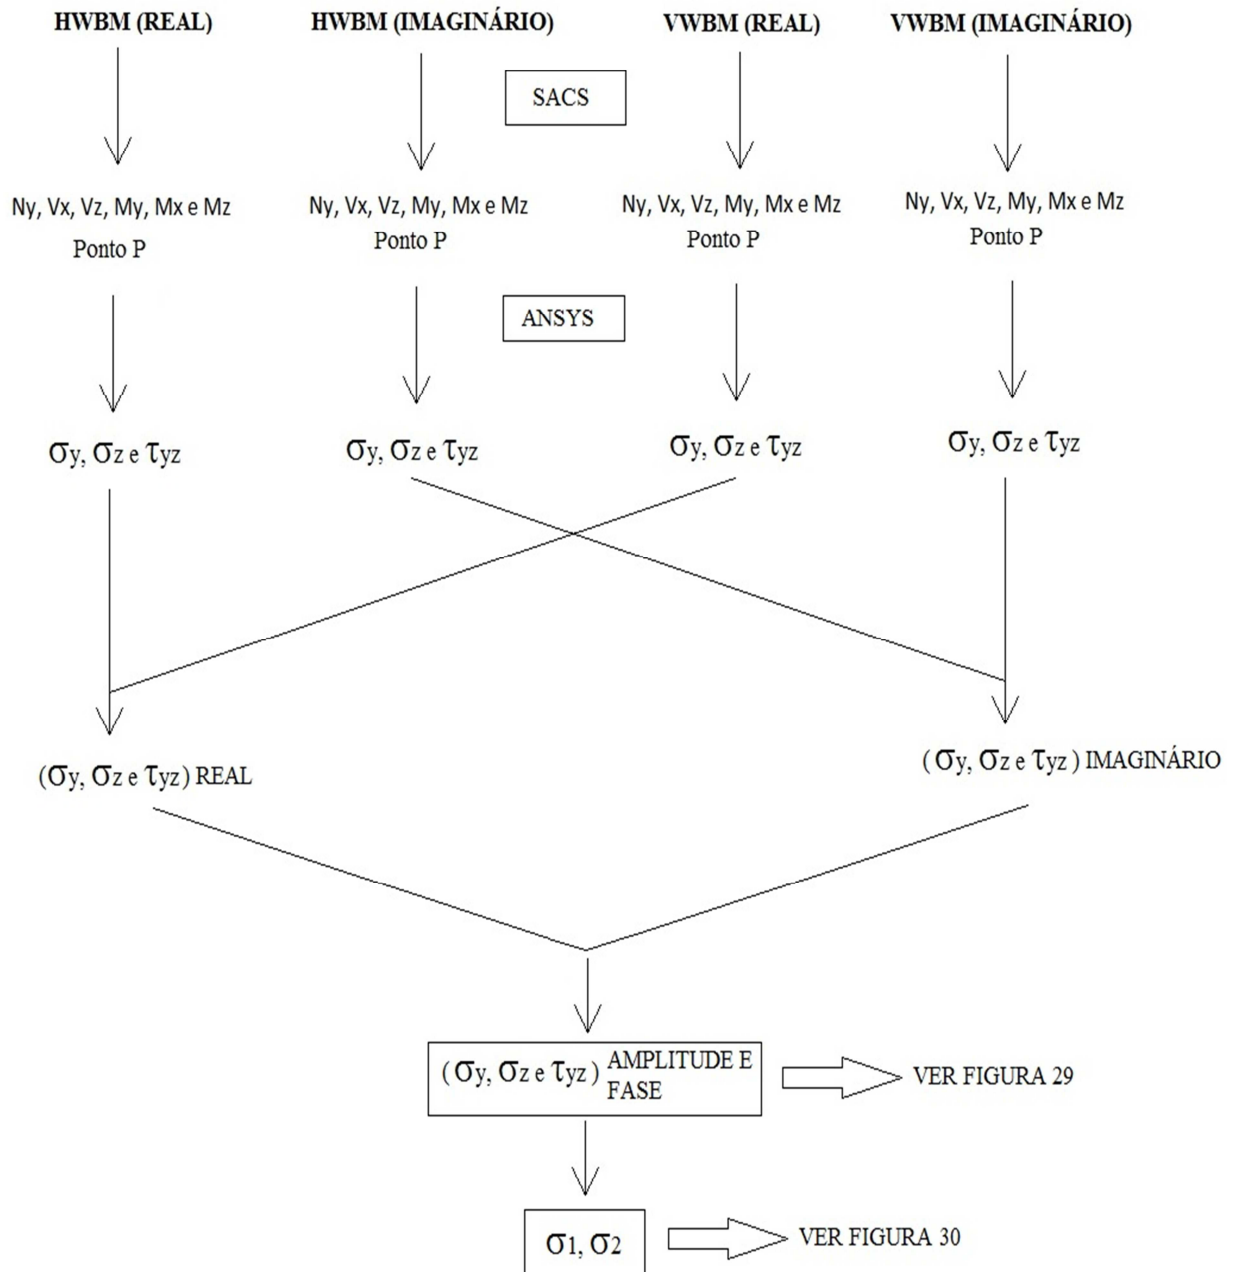 HWBM (REAL)
HWBM (IMAGINÁRIO)
VWBM (REAL)
VWBM (IMAGINÁRIO)
SACS
Ny, Vx, Vz, My, Mx e Mz
Ponto P
Ny, Vx, Vz, My, Mx e Mz
Ponto P
Ny, Vx, Vz, My, Mx e Mz
Ponto P
Ny, Vx, Vz, My, Mx e Mz
Ponto P
ANSYS
σy, σz e τyz
σy, σz e τyz
σy, σz e τyz
σy, σz e τyz
(σy, σz e τyz) REAL
(σy, σz e τyz) IMAGINÁRIO
(σy, σz e τyz) AMPLITUDE E
FASE
VER FIGURA 29
σ1, σ2
VER FIGURA 30